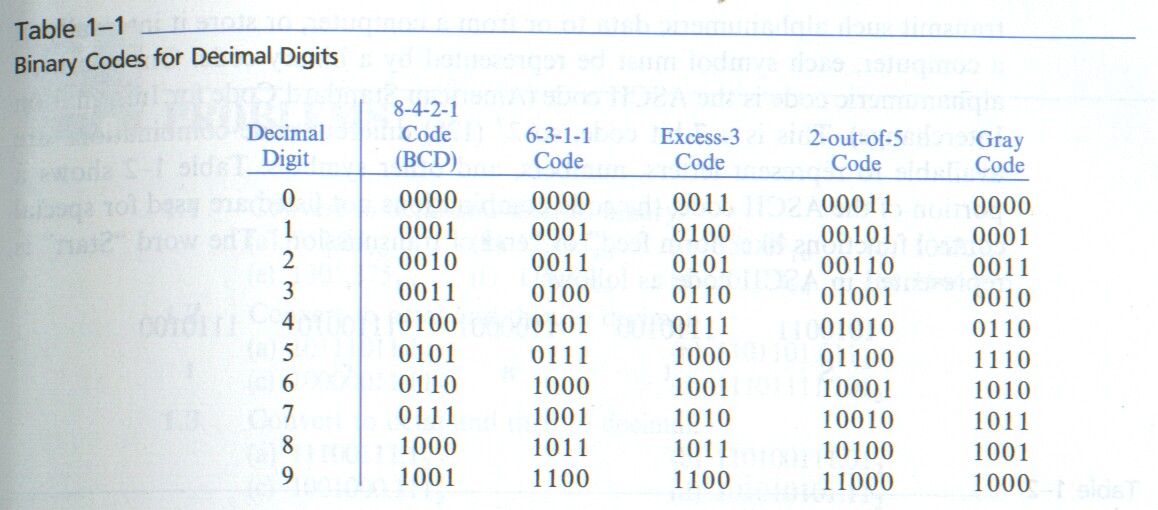 Table 1–1
Binary Codes for Decimal Digits
8-4-2-1
Decimal Code 6-3-1-1 Excess-3 2-out-of-5 Gray
Digit (BCD) Code Code Code Code
0 0000 0000 0011 00011 0000
1 0001 0001 0100 00101 0001
2 0010 0011 0101 00110 0011
3 0011 0100 0110 01001 0010
4 0100 0101 0111 01010 0110
5 0101 0111 1000 01100 1110
6 0110 1000 1001 10001 1010
7 0111 1001 1010 10010 1011
8 1000 1011 1011 10100 1001
9 1001 1100 1100 11000 1000